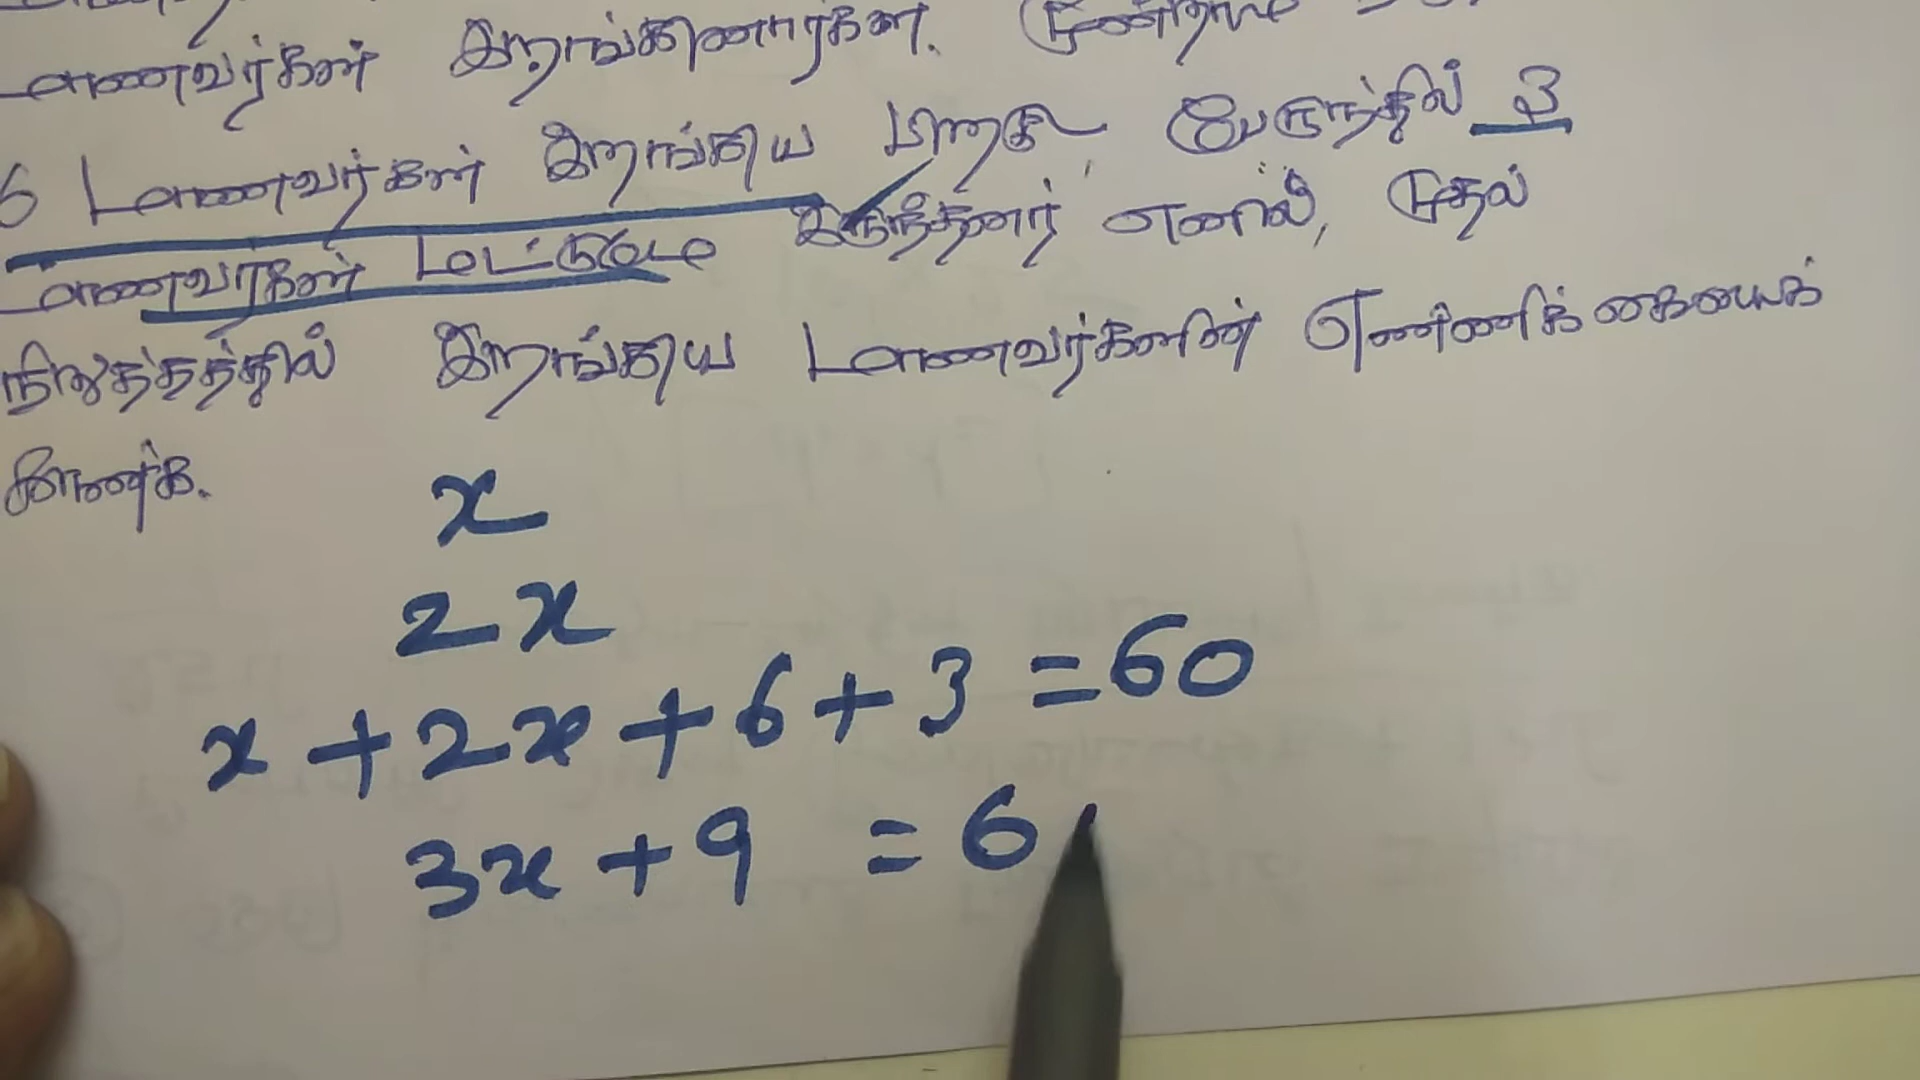 மாணவர்கள் இறங்கினார்கள்.
6 மாணவர்கள் இறங்கிய பிறகு, பேருந்தில் 3
மாணவர்கள் மட்டுமே இருந்தனர் எனில், முதல்
நிறுத்தத்தில் இறங்கிய மாணவர்களின் எண்ணிக்கையைக்
காண்க.
x
2x
x + 2x + 6 + 3 = 60
3x + 9 = 6